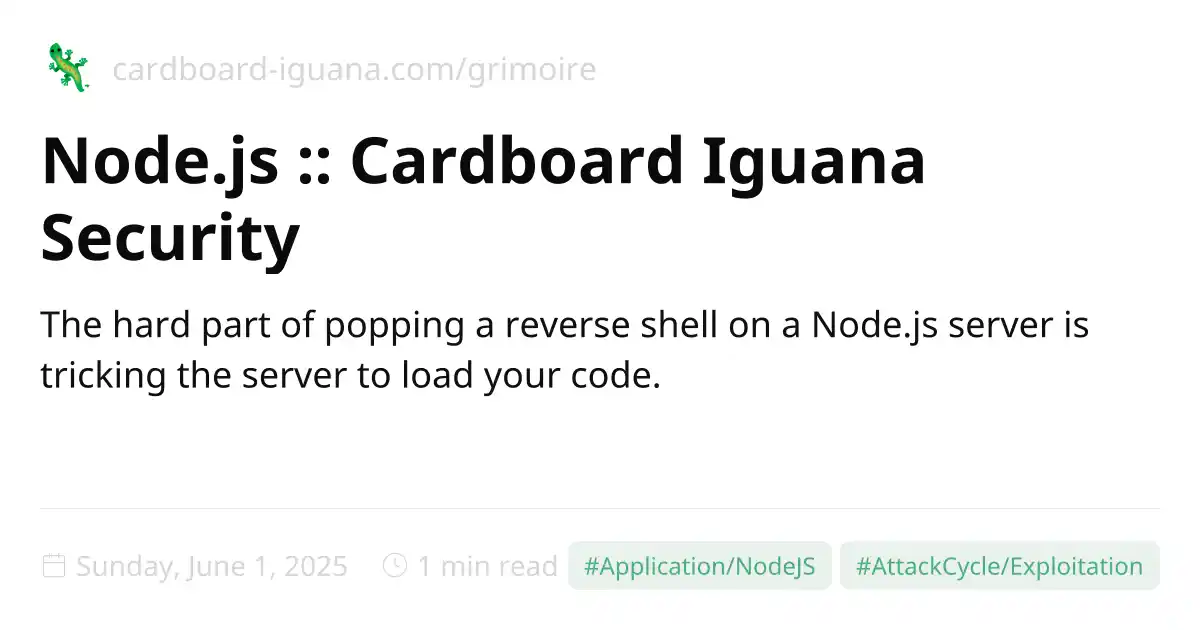 cardboard-iguana.com/grimoire
Node.js :: Cardboard Iguana
Security
The hard part of popping a reverse shell on a Node.js server is
tricking the server to load your code.
Sunday, June 1, 2025 1 min read #Application/NodeJS #AttackCycle/Exploitation